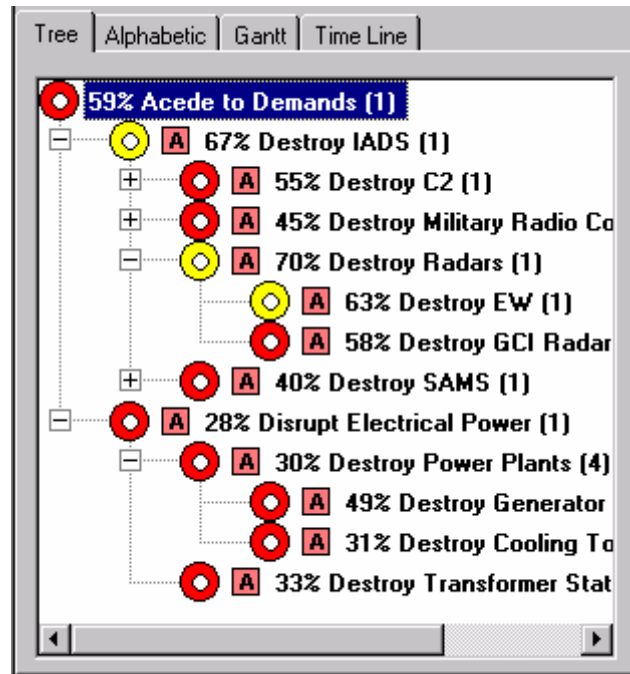 Tree Alphabetic Gantt Time Line
59% Acede to Demands (1)
A 67% Destroy IADS (1)
A 55% Destroy C2 (1)
A 45% Destroy Military Radio Co
A 70% Destroy Radars (1)
A 63% Destroy EW (1)
A 58% Destroy GCI Radar
A 40% Destroy SAMS (1)
A 28% Disrupt Electrical Power (1)
A 30% Destroy Power Plants (4)
A 49% Destroy Generator
A 31% Destroy Cooling To
A 33% Destroy Transformer Stat